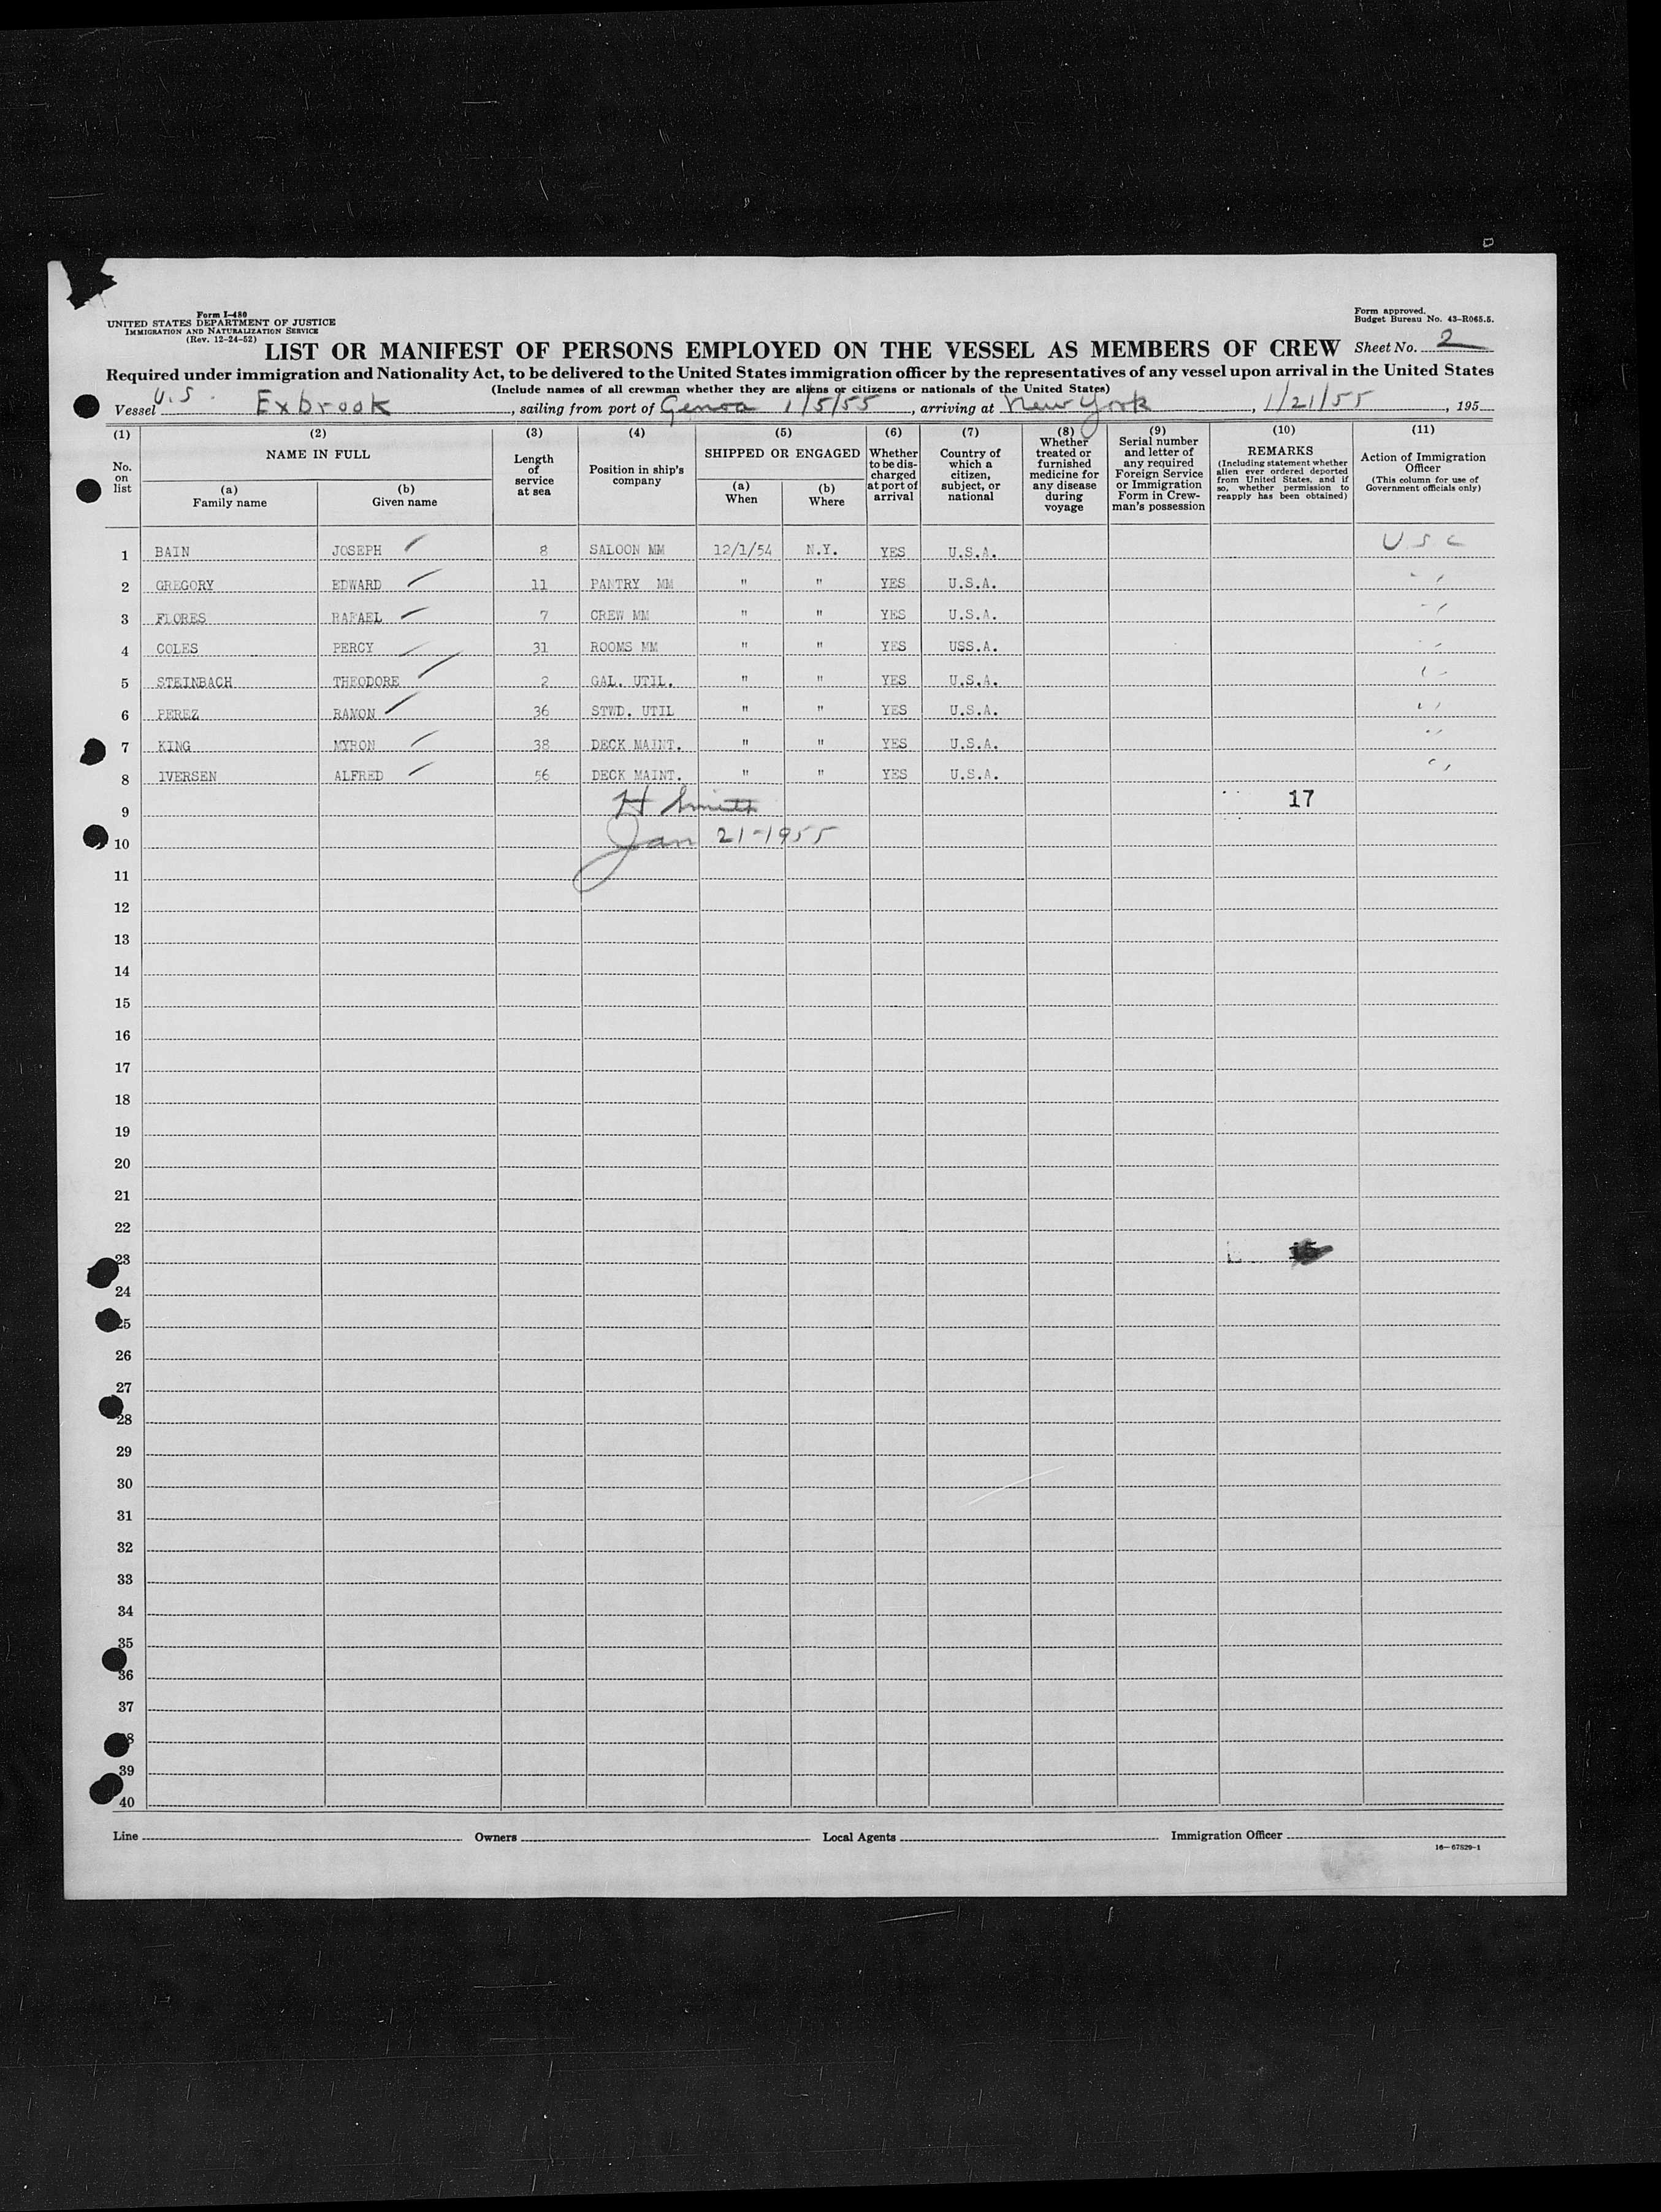 Form I-480
UNITED STATES DEPARTMENT OF JUSTICE
IMMIGRATION AND NATURALIZATION SERVICE
(Rev. 12-24-52)
Form approved.
Budget Bureau No. 43-R065.5.
LIST OR MANIFEST OF PERSONS EMPLOYED ON THE VESSEL AS MEMBERS OF CREW Sheet No. 2
Required under immigration and Nationality Act, to be delivered to the United States immigration officer by the representatives of any vessel upon arrival in the United States
(Include names of all crewman whether they are aliens or citizens or nationals of the United States)
Vessel U.S. Exbrook, sailing from port of Genoa 1/5/55, arriving at New York, 1/21/55, 195
(1) No. on list
(2) NAME IN FULL
(a) Family name
(b) Given name
(3) Length of service at sea
(4) Position in ship's company
(5) SHIPPED OR ENGAGED
(a) When
(b) Where
(6) Whether to be discharged at port of arrival
(7) Country of which a citizen, subject, or national
(8) Whether treated or furnished medicine for any disease during voyage
(9) Serial number and letter of any required Foreign Service or Immigration Form in Crewman's possession
(10) REMARKS (Including statement whether alien ever ordered deported from United States, and if so, whether permission to reapply has been obtained)
(11) Action of Immigration Officer (This column for use of Government officials only)
1 BAIN JOSEPH 8 SALOON MM 12/1/54 N.Y. YES U.S.A. U.S.C
2 GREGORY EDWARD 11 PANTRY MM " " YES U.S.A. "
3 FLORES RAFAEL 7 CREW MM " " YES U.S.A. "
4 COLES PERCY 31 ROOMS MM " " YES USS.A. "
5 STEINBACH THEODORE 2 GAL. UTIL. " " YES U.S.A. "
6 PEREZ RAMON 36 STWD. UTIL " " YES U.S.A. "
7 KING MYRON 38 DECK MAINT. " " YES U.S.A. "
8 IVERSEN ALFRED 56 DECK MAINT. " " YES U.S.A. "
9 H Smith 17
10 Jan 21-1955
11
12
13
14
15
16
17
18
19
20
21
22
23
24
25
26
27
28
29
30
31
32
33
34
35
36
37
38
39
40
Line Owners Local Agents Immigration Officer
16—67829-1